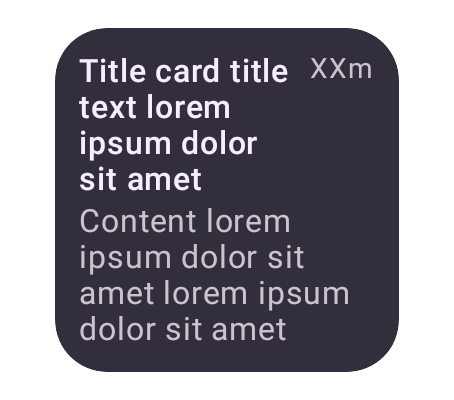 Title card title XXm
text lorem
ipsum dolor
sit amet
Content lorem
ipsum dolor sit
amet lorem ipsum
dolor sit amet